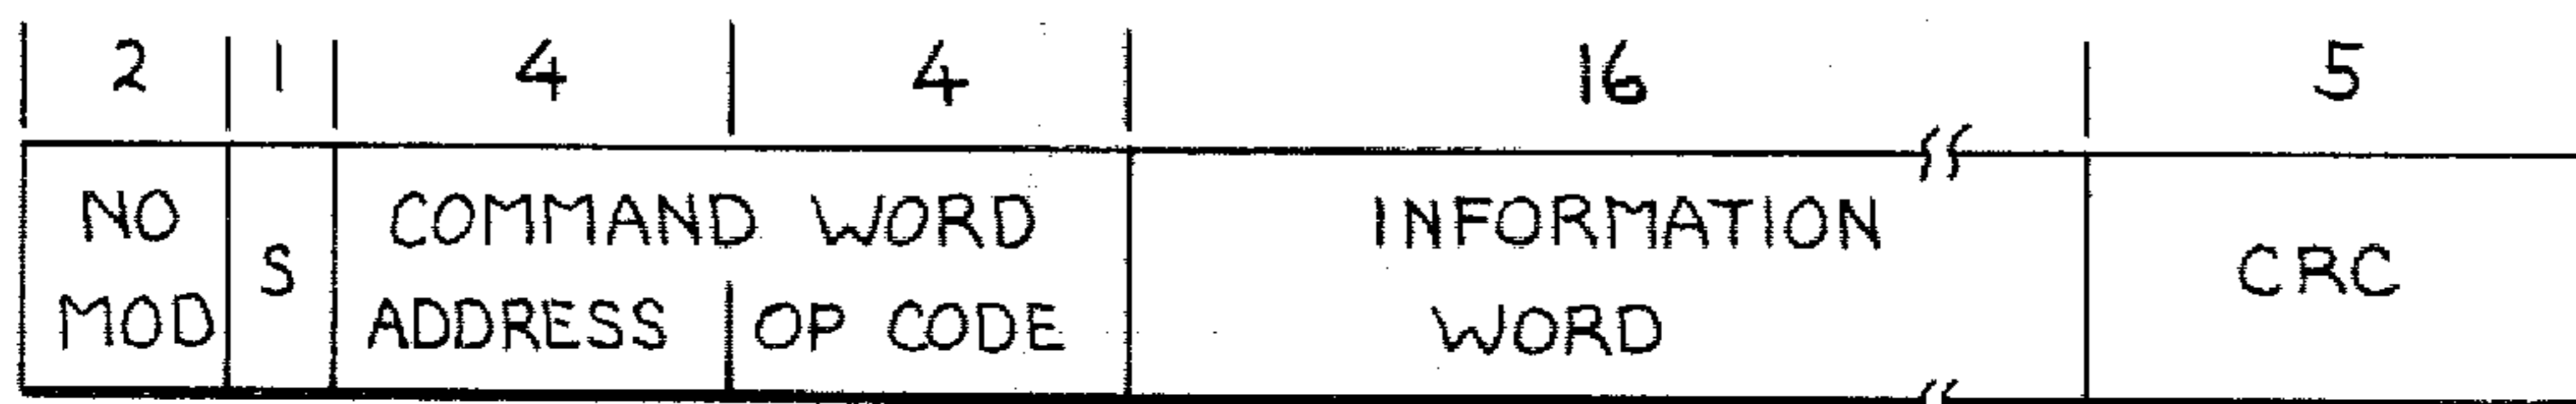 2 1 4 4 16 5
NO MOD
S
COMMAND WORD
ADDRESS OP CODE
INFORMATION
WORD
CRC